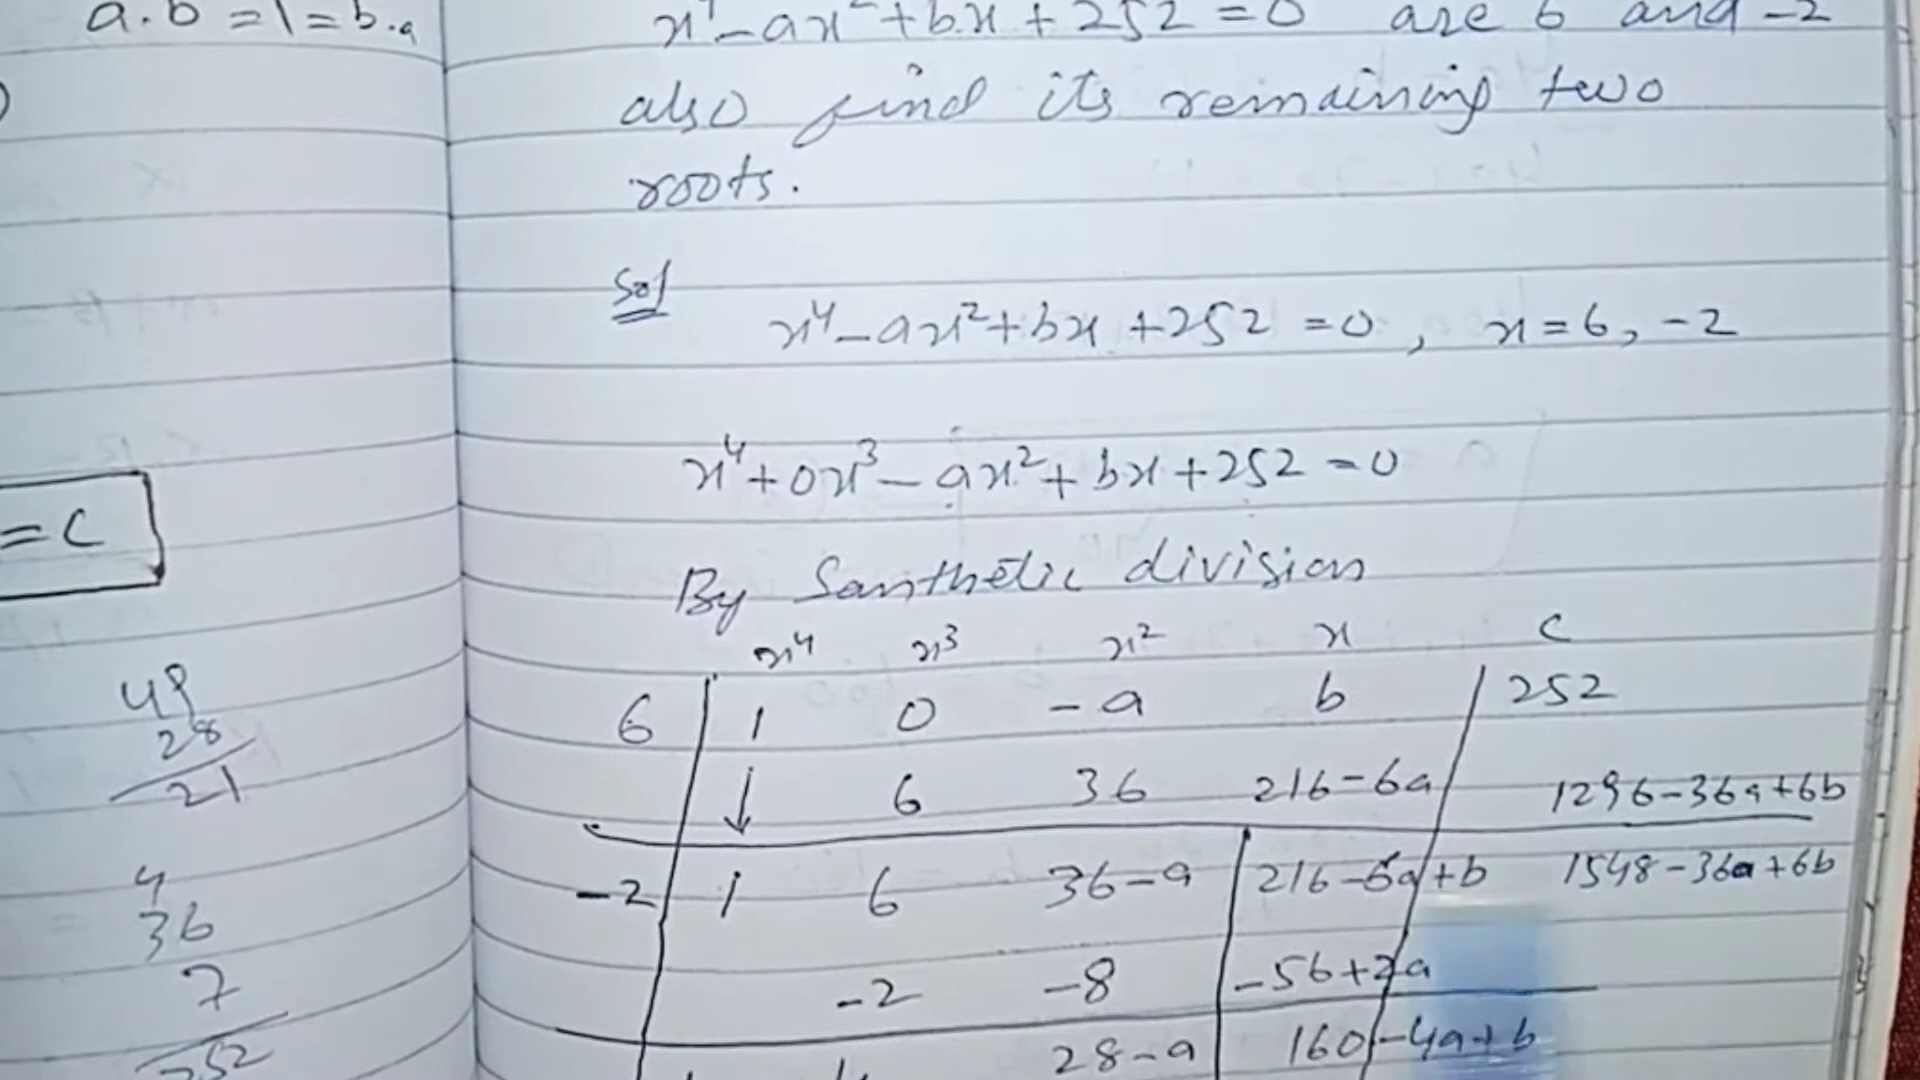 a.b = 1 = b.a
= c
49
28
21
4
36
7
252
x⁴-ax²+bx+252=0 are 6 and -2
also find its remaining two
roots.
Sol
x⁴-ax²+bx+252=0, x=6,-2
x⁴+0x³-ax²+bx+252=0
By Santhetic division
x⁴ x³ x² x c
6 1 0 -a b 252
↓ 6 36 216-6a 1296-36a+6b
-2 1 6 36-a 216-6a+b 1548-36a+6b
-2 -8 -56+2a
28-a 160-4a+b